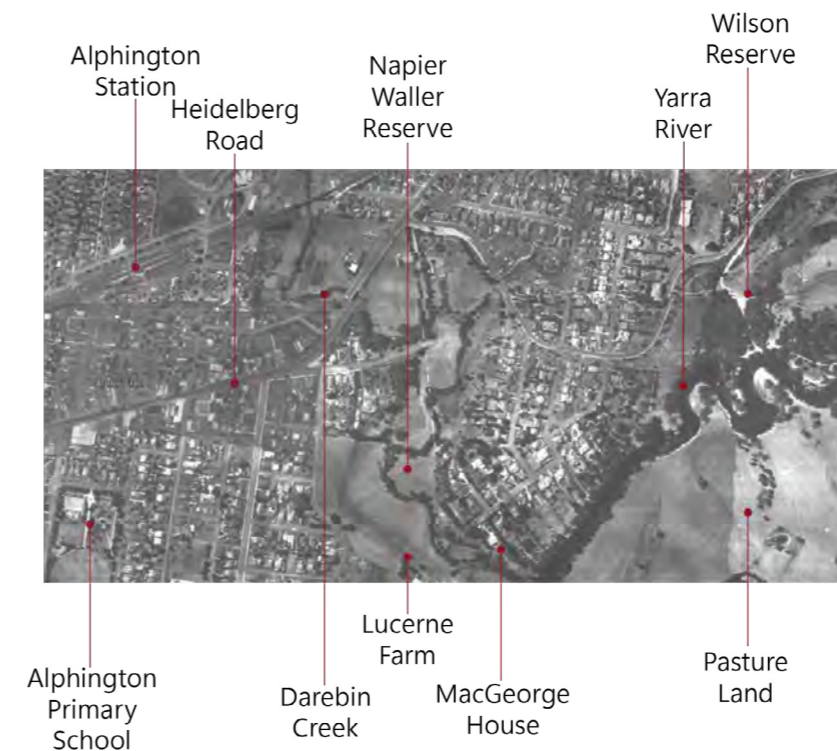 Alphington
Station
Heidelberg
Road
Napier
Waller
Reserve
Yarra
River
Wilson
Reserve
Alphington
Primary
School
Darebin
Creek
Lucerne
Farm
MacGeorge
House
Pasture
Land